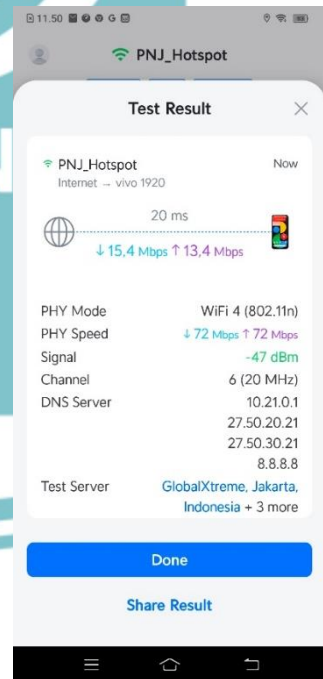 11.50
PNJ_Hotspot
Test Result
PNJ_Hotspot Now
Internet → vivo 1920
20 ms
↓ 15,4 Mbps ↑ 13,4 Mbps
PHY Mode WiFi 4 (802.11n)
PHY Speed ↓ 72 Mbps ↑ 72 Mbps
Signal -47 dBm
Channel 6 (20 MHz)
DNS Server 10.21.0.1
27.50.20.21
27.50.30.21
8.8.8.8
Test Server GlobalXtreme, Jakarta,
Indonesia + 3 more
Done
Share Result